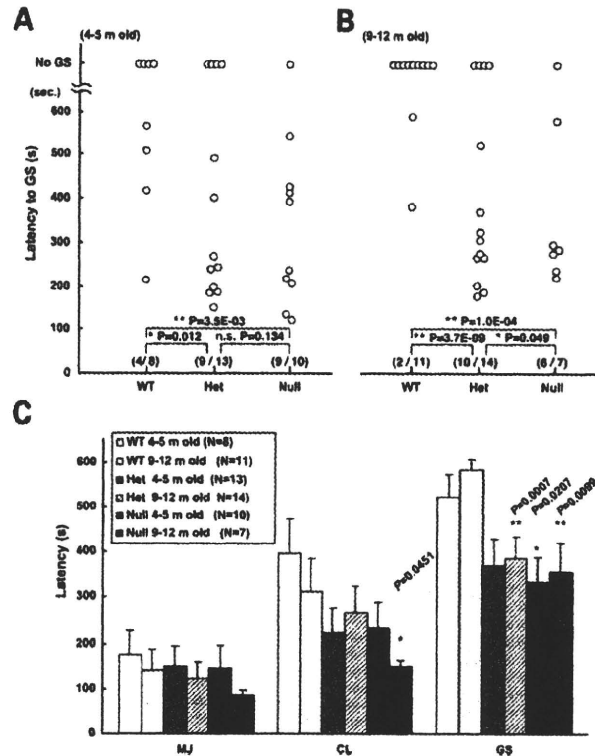 A
(4-5 m old)
No GS
(sec.)
600
500
400
300
200
100
0
Latency to GS (s)
** P=3.5E-03
* P=0.012
n.s. P=0.134
(4/ 8)
(9 / 13)
(9 / 10)
WT
Het
Null
B
(9-12 m old)
** P=1.0E-04
** P=3.7E-09
* P=0.049
(2 / 11)
(10 / 14)
(6 / 7)
WT
Het
Null
C
WT 4-5 m old (N=8)
WT 9-12 m old (N=11)
Het 4-5 m old (N=13)
Het 9-12 m old (N=14)
Null 4-5 m old (N=10)
Null 9-12 m old (N=7)
600
500
400
300
200
100
0
Latency (s)
P=0.0451
*
P=0.0007
**
P=0.0207
*
P=0.0099
**
MJ
CL
GS